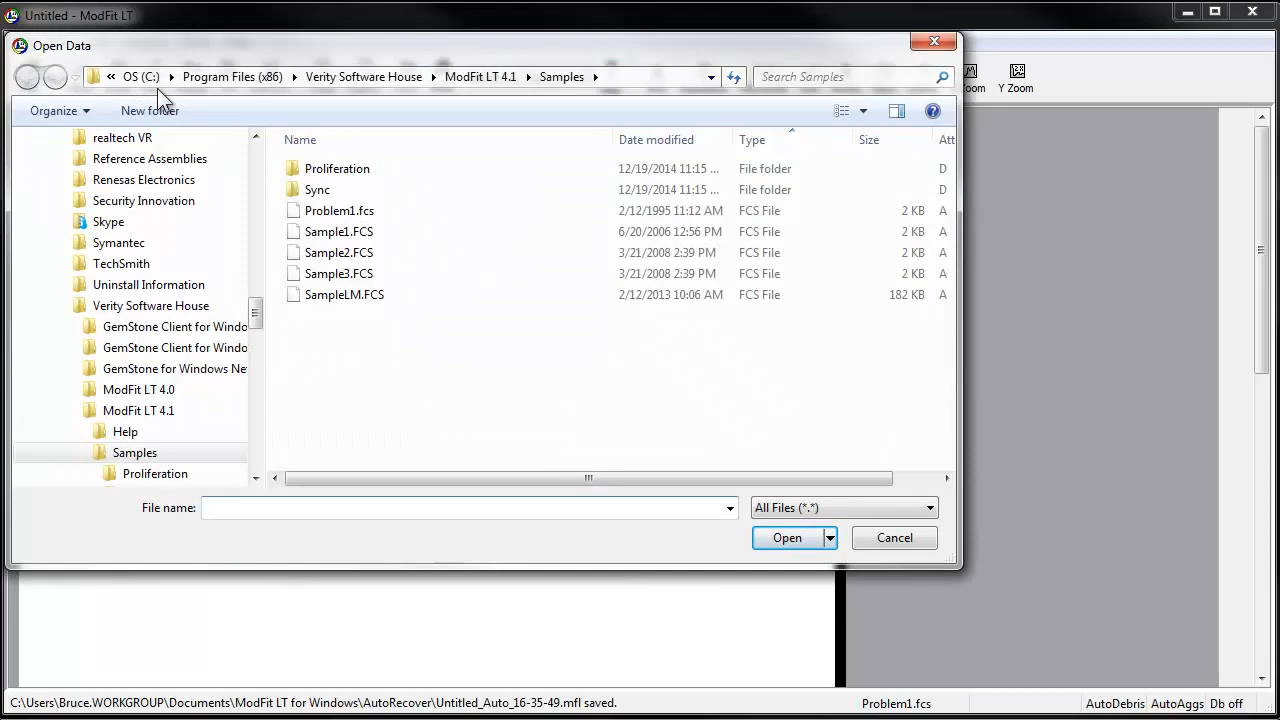 Untitled - ModFit LT
Open Data
« OS (C:) Program Files (x86) Verity Software House ModFit LT 4.1 Samples Search Samples
oom Y Zoom
Organize New folder
Name Date modified Type Size Att
realtech VR
Reference Assemblies
Renesas Electronics
Security Innovation
Skype
Symantec
TechSmith
Uninstall Information
Verity Software House
GemStone Client for Windo
GemStone Client for Windo
GemStone for Windows Ne
ModFit LT 4.0
ModFit LT 4.1
Help
Samples
Proliferation
Proliferation 12/19/2014 11:15 ... File folder D
Sync 12/19/2014 11:15 ... File folder D
Problem1.fcs 2/12/1995 11:12 AM FCS File 2 KB A
Sample1.FCS 6/20/2006 12:56 PM FCS File 2 KB A
Sample2.FCS 3/21/2008 2:39 PM FCS File 2 KB A
Sample3.FCS 3/21/2008 2:39 PM FCS File 2 KB A
SampleLM.FCS 2/12/2013 10:06 AM FCS File 182 KB A
File name: All Files (*.*)
Open Cancel
C:\Users\Bruce.WORKGROUP\Documents\ModFit LT for Windows\AutoRecover\Untitled_Auto_16-35-49.mfl saved. Problem1.fcs AutoDebris AutoAggs Db off